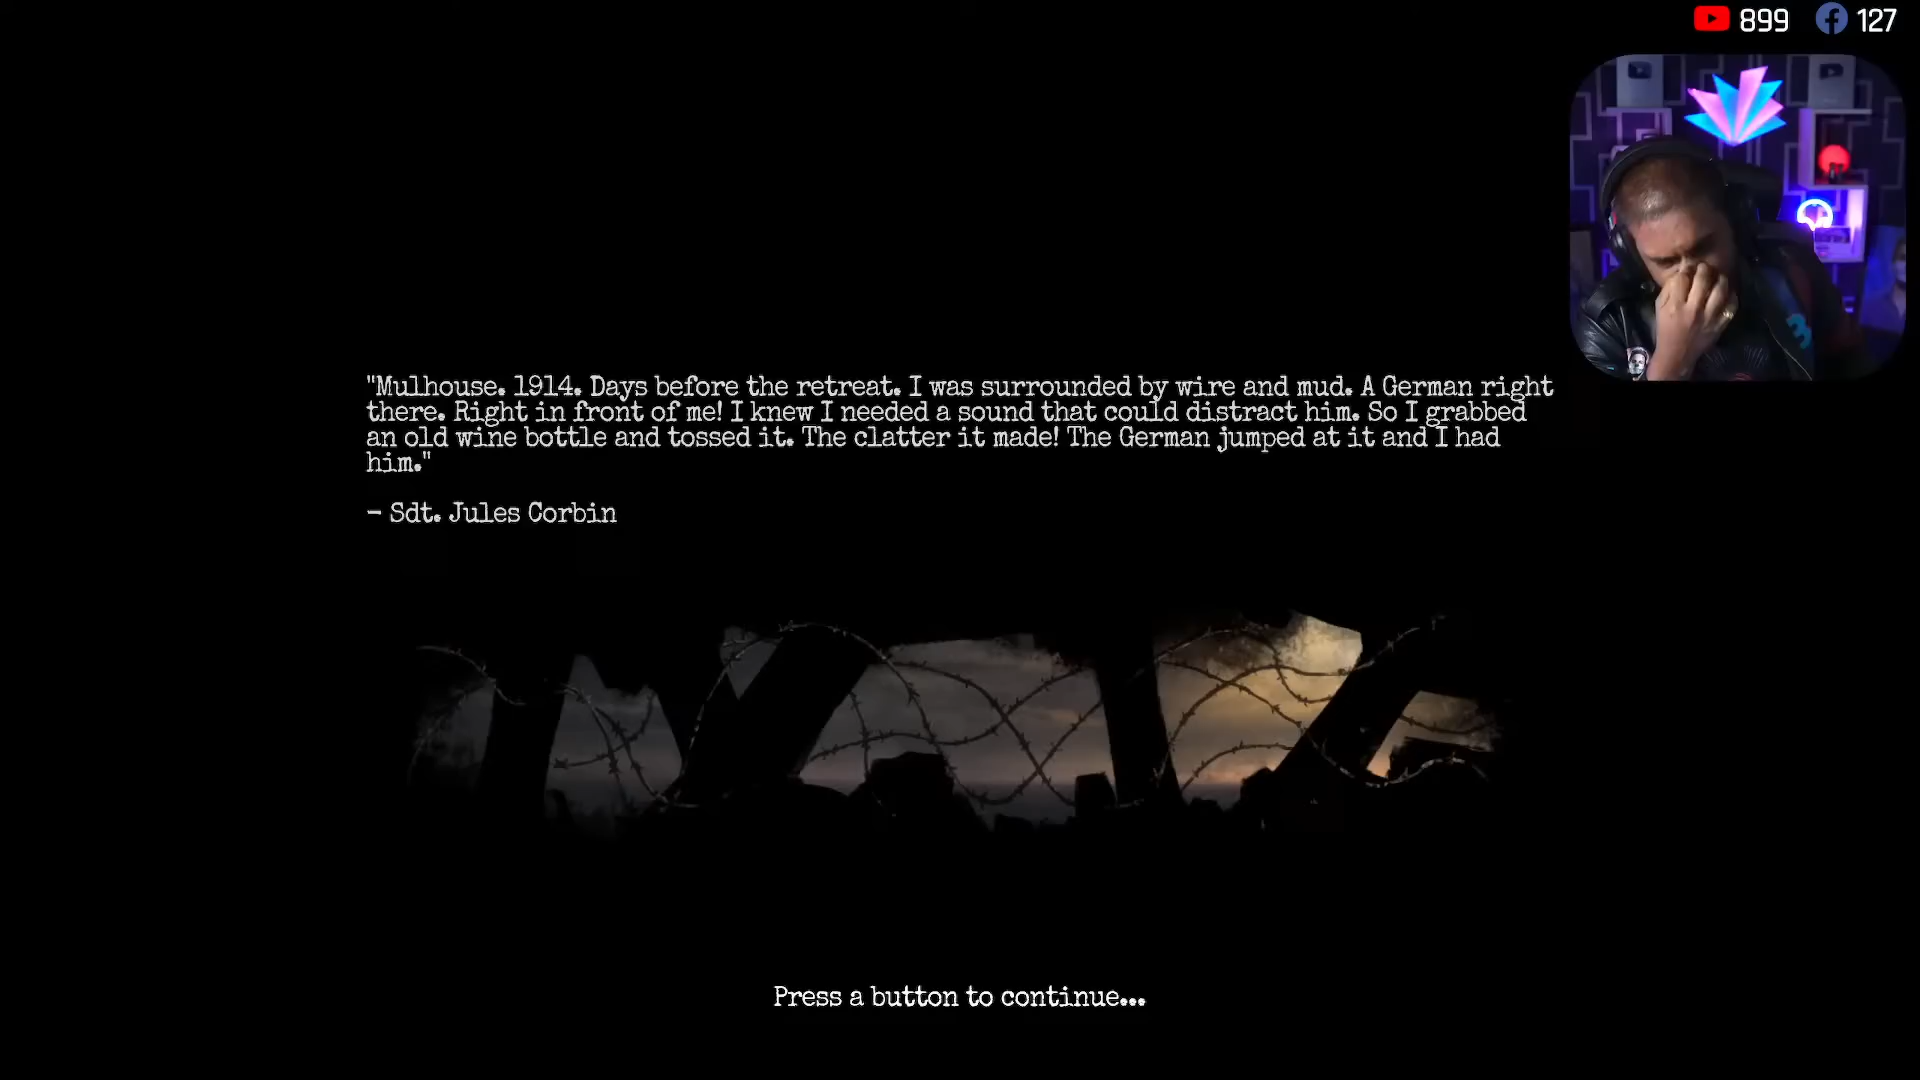 899 127
"Mulhouse. 1914. Days before the retreat. I was surrounded by wire and mud. A German right
there. Right in front of me! I knew I needed a sound that could distract him. So I grabbed
an old wine bottle and tossed it. The clatter it made! The German jumped at it and I had
him."
- Sdt. Jules Corbin
Press a button to continue...